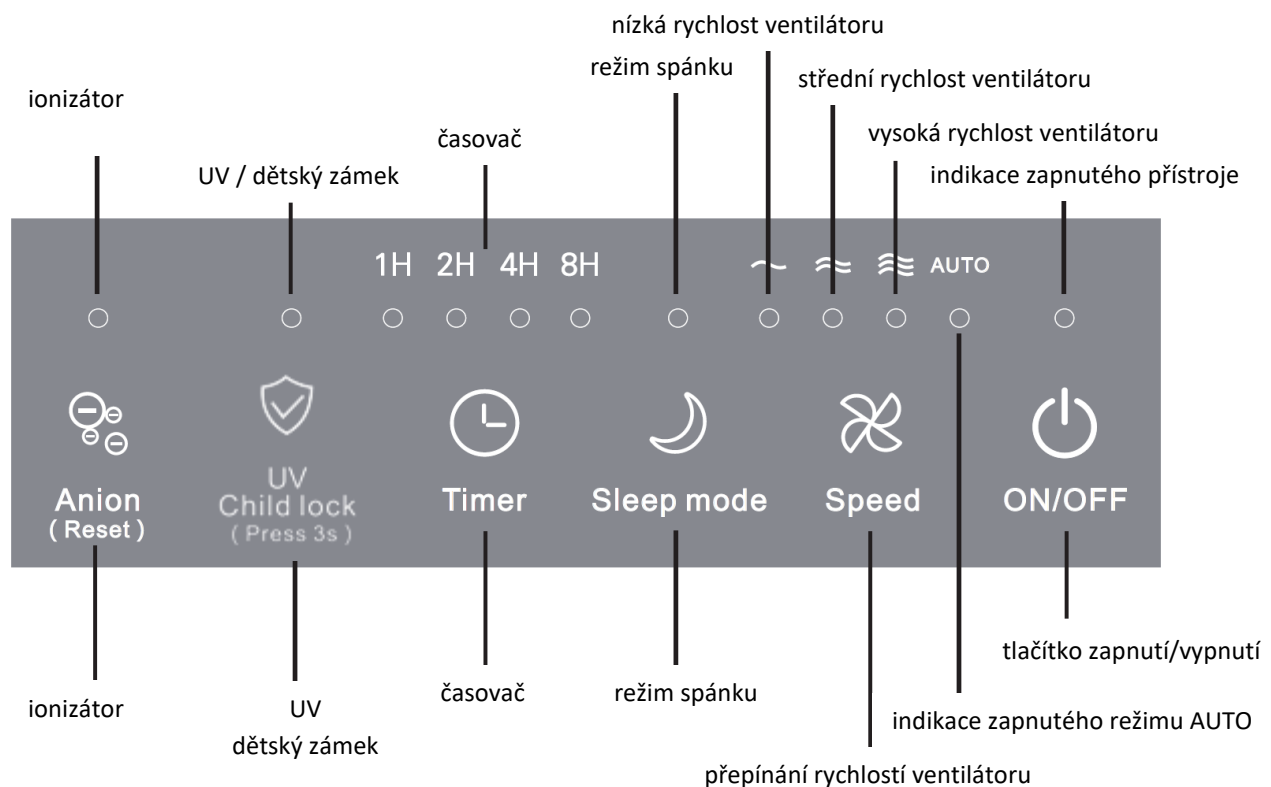 nízká rychlost ventilátoru
režim spánku
střední rychlost ventilátoru
ionizátor
vysoká rychlost ventilátoru
časovač
UV / dětský zámek
indikace zapnutého přístroje
1H 2H 4H 8H
AUTO
UV
Child lock
( Press 3s )
Anion
( Reset )
Timer
Sleep mode
Speed
ON/OFF
tlačítko zapnutí/vypnutí
ionizátor
UV
dětský zámek
časovač
režim spánku
indikace zapnutého režimu AUTO
přepínání rychlostí ventilátoru